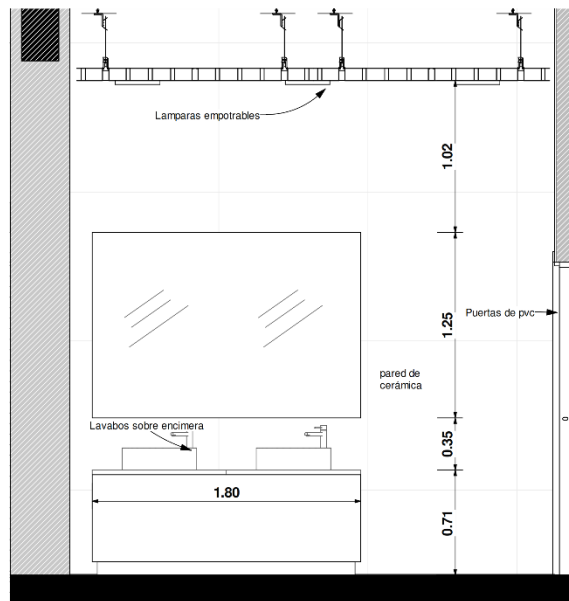 Lamparas empotrables
1.02
1.25
Puertas de pvc
pared de
cerámica
Lavabos sobre encimera
0.35
1.80
0.71